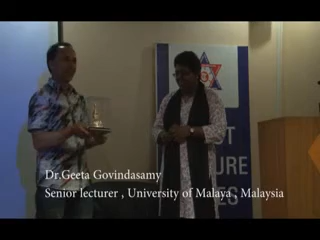 Dr.Geeta Govindasamy
Senior lecturer , University of Malaya , Malaysia